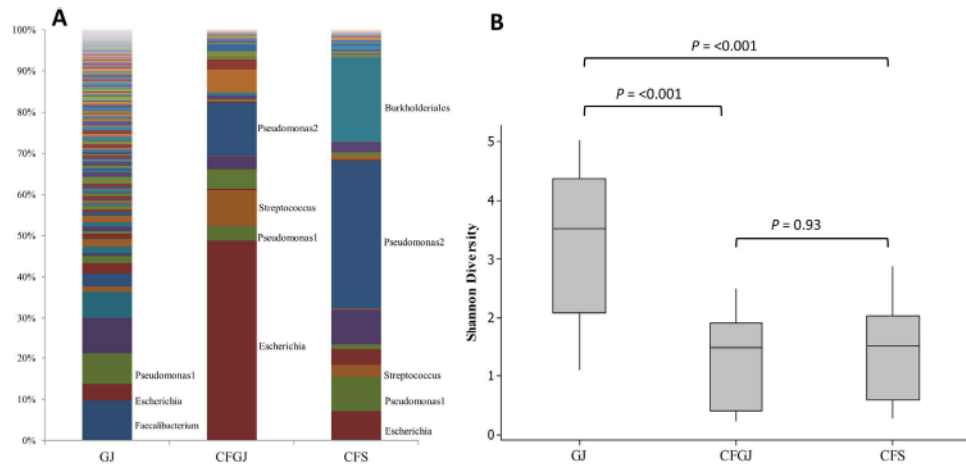 A
100%
90%
80%
70%
60%
50%
40%
30%
20%
10%
0%
Pseudomonas1
Escherichia
Faecalibacterium
Pseudomonas2
Streptococcus
Pseudomonas1
Escherichia
Burkholderiales
Pseudomonas2
Streptococcus
Pseudomonas1
Escherichia
GJ CFGJ CFS
B
P = <0.001
P = <0.001
P = 0.93
Shannon Diversity
5
4
3
2
1
0
GJ CFGJ CFS